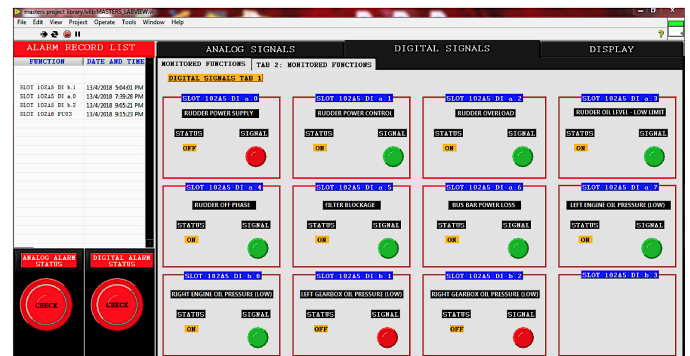 masters project library.lvlib:MASTERS_LABVIEW.v
File Edit View Project Operate Tools Window Help
ALARM RECORD LIST
ANALOG SIGNALS
DIGITAL SIGNALS
DISPLAY
FUNCTION DATE AND TIME
MONITORED FUNCTIONS TAB 2: MONITORED FUNCTIONS
DIGITAL SIGNALS TAB 1
SLOT 102A5 DI b.1 13/4/2018 5:04:01 PM
SLOT 102A5 DI a.0 13/4/2018 7:39:28 PM
SLOT 102A5 DI b.2 13/4/2018 9:05:21 PM
SLOT 102A6 FU03 13/4/2018 9:15:23 PM
SLOT 102A5 DI a.0 SLOT 102A5 DI a.1 SLOT 102A5 DI a.2 SLOT 102A5 DI a.3
RUDDER POWER SUPPLY RUDDER POWER CONTROL RUDDER OVERLOAD RUDDER OIL LEVEL - LOW LIMIT
STATUS SIGNAL STATUS SIGNAL STATUS SIGNAL STATUS SIGNAL
OFF ON ON ON
SLOT 102A5 DI a.4 SLOT 102A5 DI a.5 SLOT 102A5 DI a.6 SLOT 102A5 DI a.7
RUDDER OFF PHASE FILTER BLOCKAGE BUS BAR POWER LOSS LEFT ENGINE OIL PRESSURE (LOW)
STATUS SIGNAL STATUS SIGNAL STATUS SIGNAL STATUS SIGNAL
ON ON ON ON
SLOT 102A5 DI b 0 SLOT 102A5 DI b 1 SLOT 102A5 DI b 2 SLOT 102A5 DI b 3
RIGHT ENGINE OIL PRESSURE (LOW) LEFT GEARBOX OIL PRESSURE (LOW) RIGHT GEARBOX OIL PRESSURE (LOW)
STATUS SIGNAL STATUS SIGNAL STATUS SIGNAL
ON OFF OFF
ANALOG ALARM STATUS
DIGITAL ALARM STATUS
CHECK CHECK